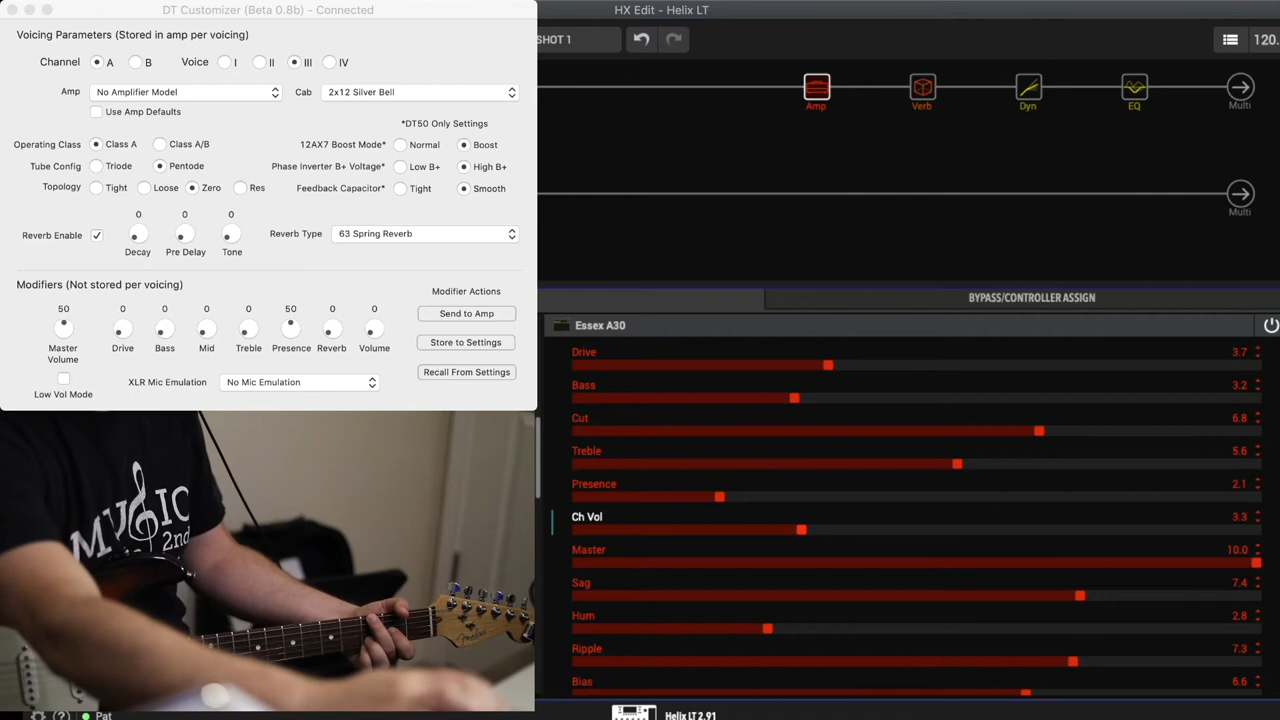 DT Customizer (Beta 0.8b) - Connected
Voicing Parameters (Stored in amp per voicing)
Channel A B Voice I II III IV
Amp No Amplifier Model Cab 2x12 Silver Bell
Use Amp Defaults
*DT50 Only Settings
Operating Class Class A Class A/B 12AX7 Boost Mode* Normal Boost
Tube Config Triode Pentode Phase Inverter B+ Voltage* Low B+ High B+
Topology Tight Loose Zero Res Feedback Capacitor* Tight Smooth
0 0 0
Reverb Enable Reverb Type 63 Spring Reverb
Decay Pre Delay Tone
Modifiers (Not stored per voicing)
Modifier Actions
50 0 0 0 0 50 0 0
Send to Amp
Master Volume Drive Bass Mid Treble Presence Reverb Volume
Store to Settings
Recall From Settings
XLR Mic Emulation No Mic Emulation
Low Vol Mode
HX Edit - Helix LT
SHOT 1
120.
Amp Verb Dyn EQ Multi
Multi
BYPASS/CONTROLLER ASSIGN
Essex A30
Drive 3.7
Bass 3.2
Cut 6.8
Treble 5.6
Presence 2.1
Ch Vol 3.3
Master 10.0
Sag 7.4
Hum 2.8
Ripple 7.3
Bias 6.6
Helix LT 2.91
MUSIC
2nd
Fender
? Pat